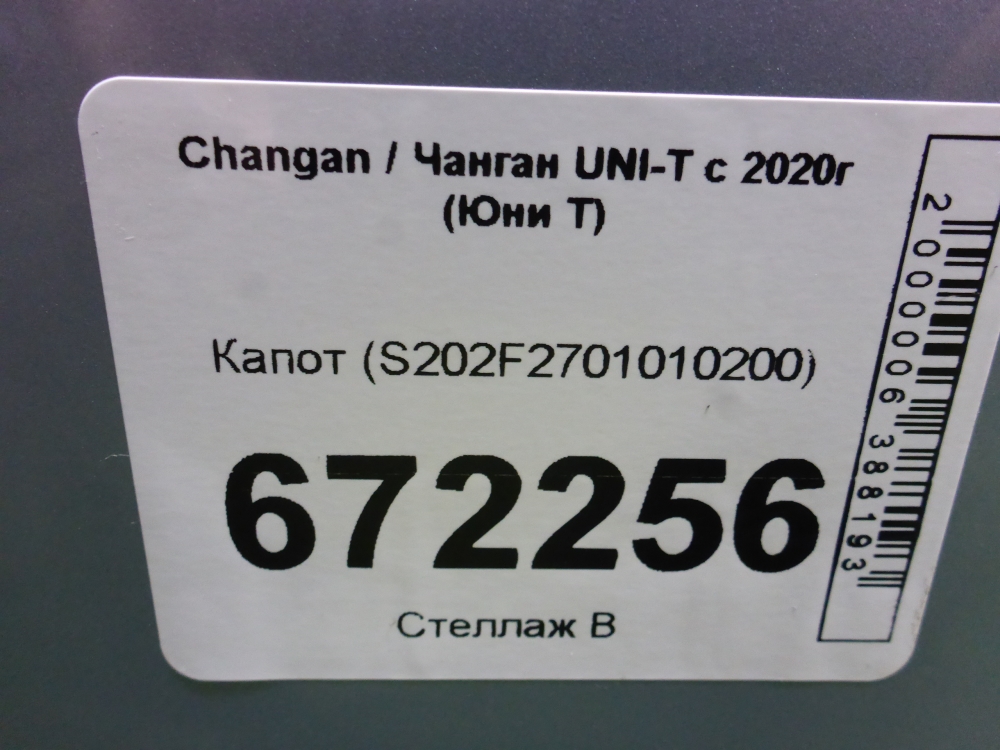 Changan / Чанган UNI-T с 2020г
(Юни Т)
Капот (S202F2701010200)
672256
Стеллаж В
2000006388193